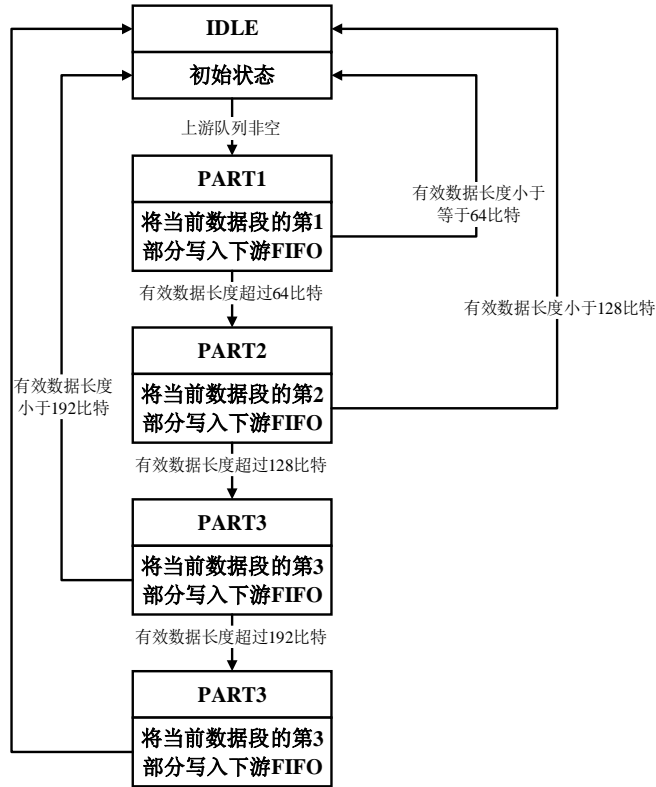 IDLE
初始状态
上游队列非空
PART1
将当前数据段的第1
部分写入下游FIFO
有效数据长度小于
等于64比特
有效数据长度超过64比特
有效数据长度小于128比特
PART2
将当前数据段的第2
部分写入下游FIFO
有效数据长度
小于192比特
有效数据长度超过128比特
PART3
将当前数据段的第3
部分写入下游FIFO
有效数据长度超过192比特
PART3
将当前数据段的第3
部分写入下游FIFO